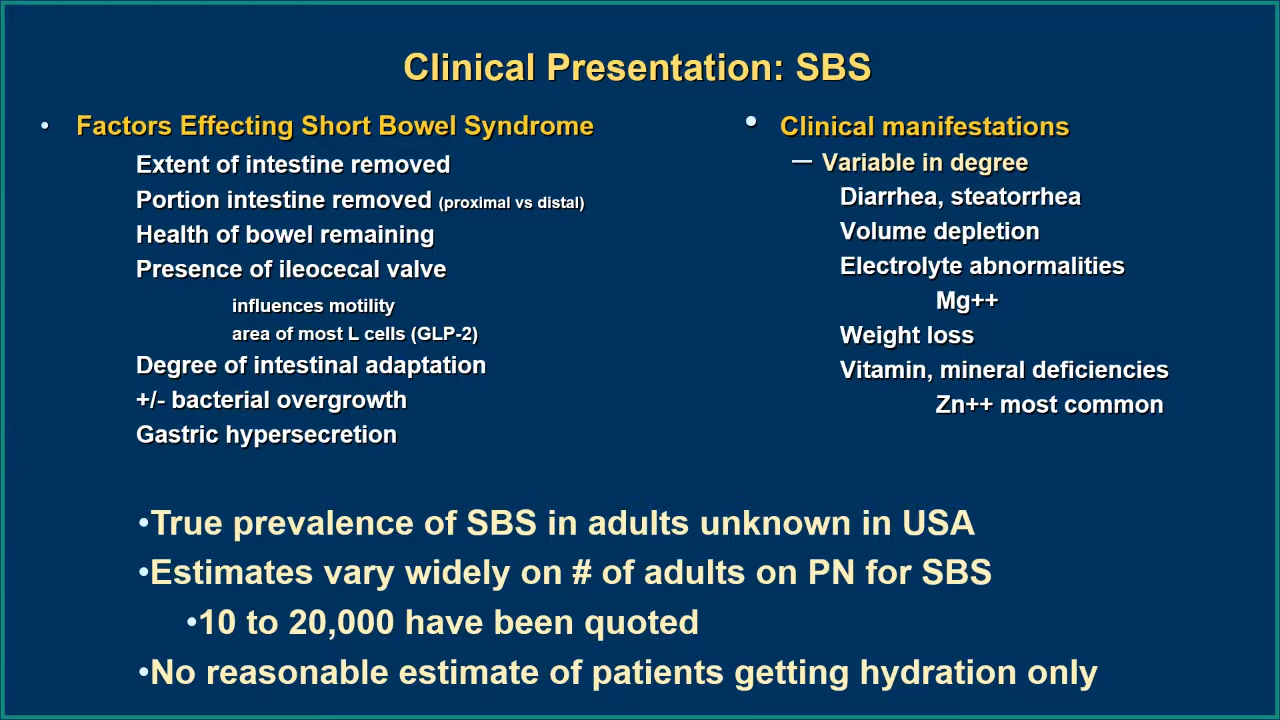 Clinical Presentation: SBS
• Factors Effecting Short Bowel Syndrome
Extent of intestine removed
Portion intestine removed (proximal vs distal)
Health of bowel remaining
Presence of ileocecal valve
influences motility
area of most L cells (GLP-2)
Degree of intestinal adaptation
+/- bacterial overgrowth
Gastric hypersecretion
• Clinical manifestations
– Variable in degree
Diarrhea, steatorrhea
Volume depletion
Electrolyte abnormalities
Mg++
Weight loss
Vitamin, mineral deficiencies
Zn++ most common
•True prevalence of SBS in adults unknown in USA
•Estimates vary widely on # of adults on PN for SBS
•10 to 20,000 have been quoted
•No reasonable estimate of patients getting hydration only